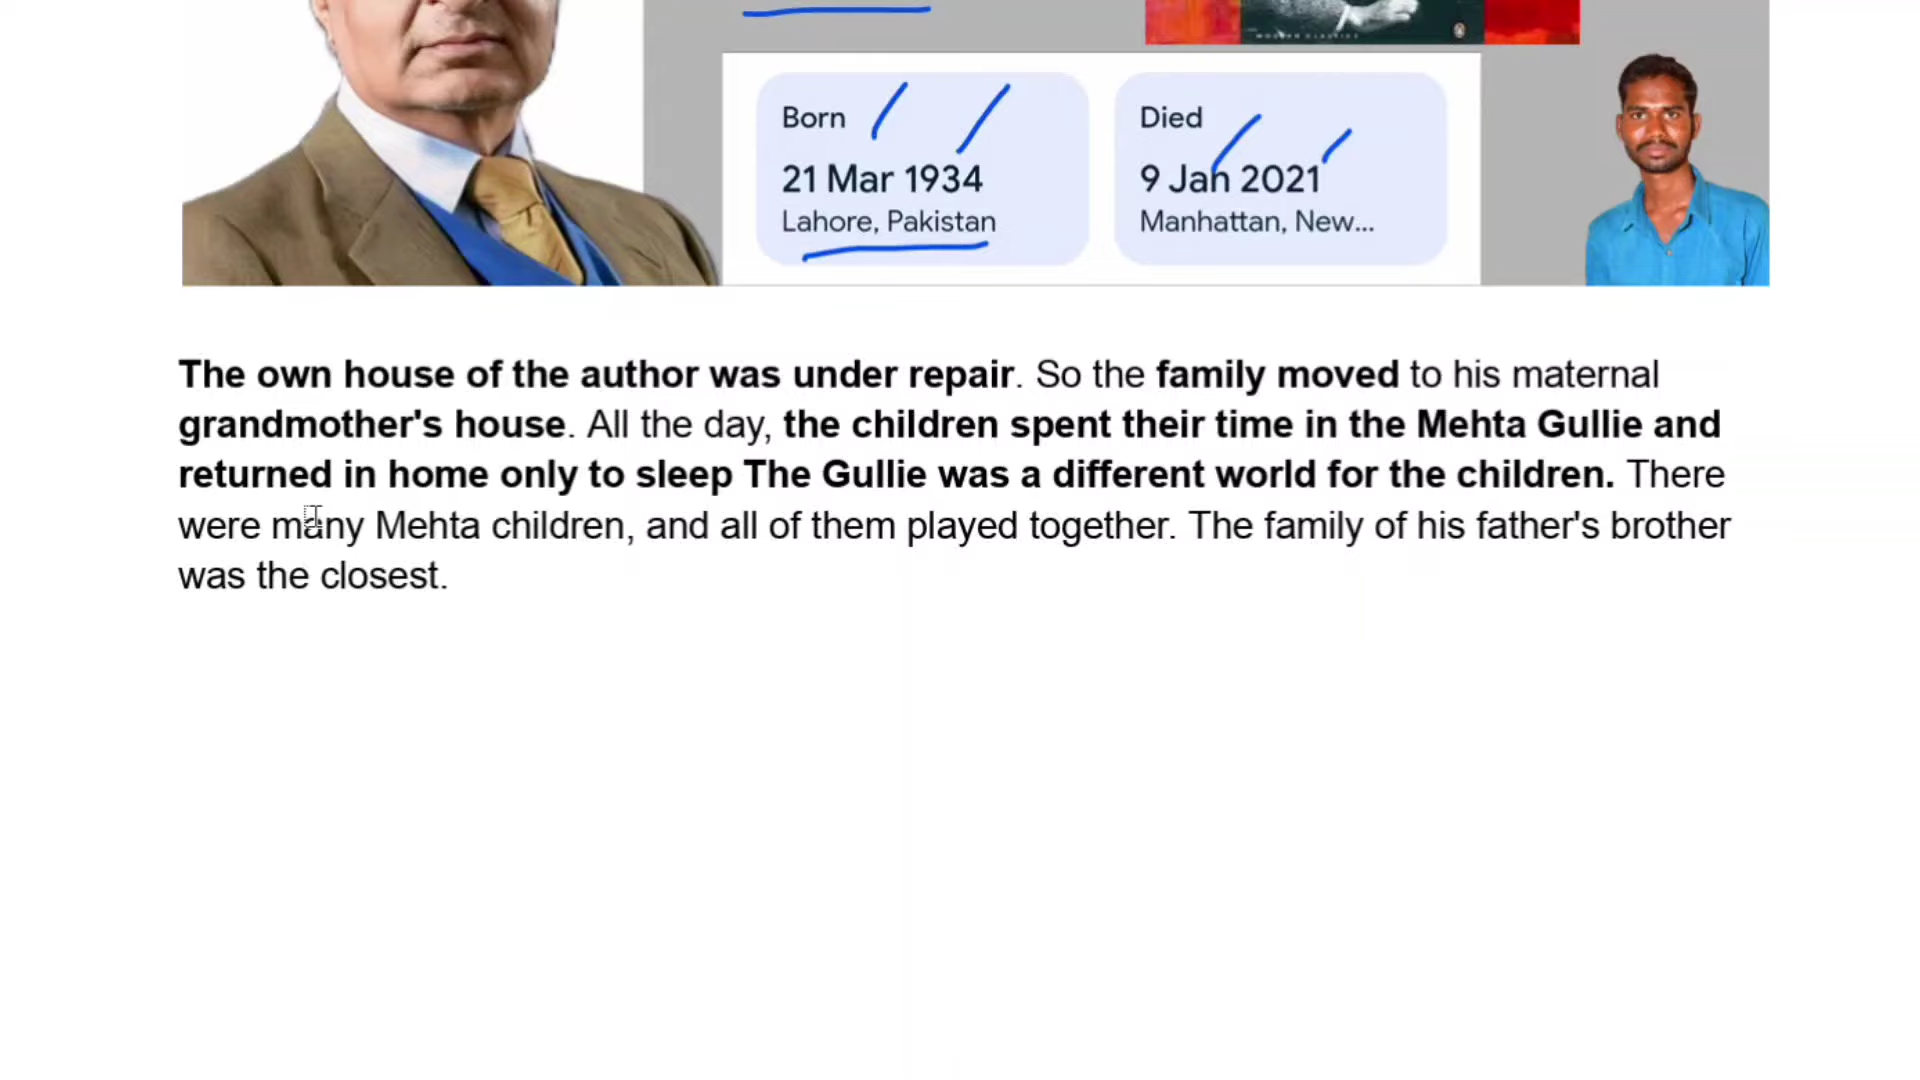 MODERN CLASSICS
Born
21 Mar 1934
Lahore, Pakistan
Died
9 Jan 2021
Manhattan, New...
The own house of the author was under repair. So the family moved to his maternal
grandmother's house. All the day, the children spent their time in the Mehta Gullie and
returned in home only to sleep The Gullie was a different world for the children. There
were many Mehta children, and all of them played together. The family of his father's brother
was the closest.